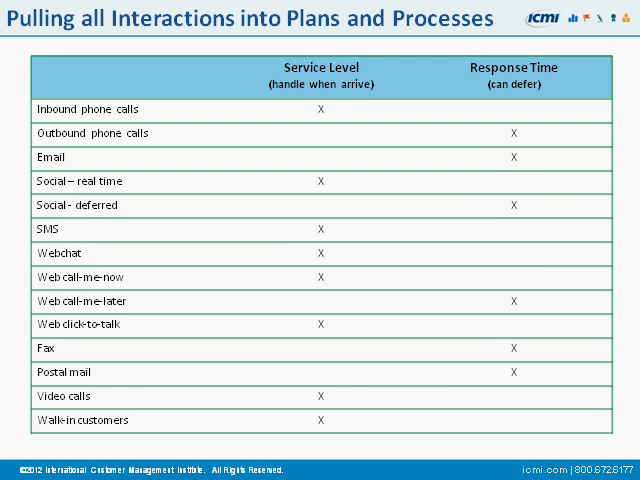 Pulling all Interactions into Plans and Processes
ICMI
Service Level Response Time
(handle when arrive) (can defer)
Inbound phone calls X
Outbound phone calls X
Email X
Social – real time X
Social - deferred X
SMS X
Webchat X
Web call-me-now X
Web call-me-later X
Web click-to-talk X
Fax X
Postal mail X
Video calls X
Walk-in customers X
©2012 International Customer Management Institute. All Rights Reserved. icmi.com | 800.672.6177